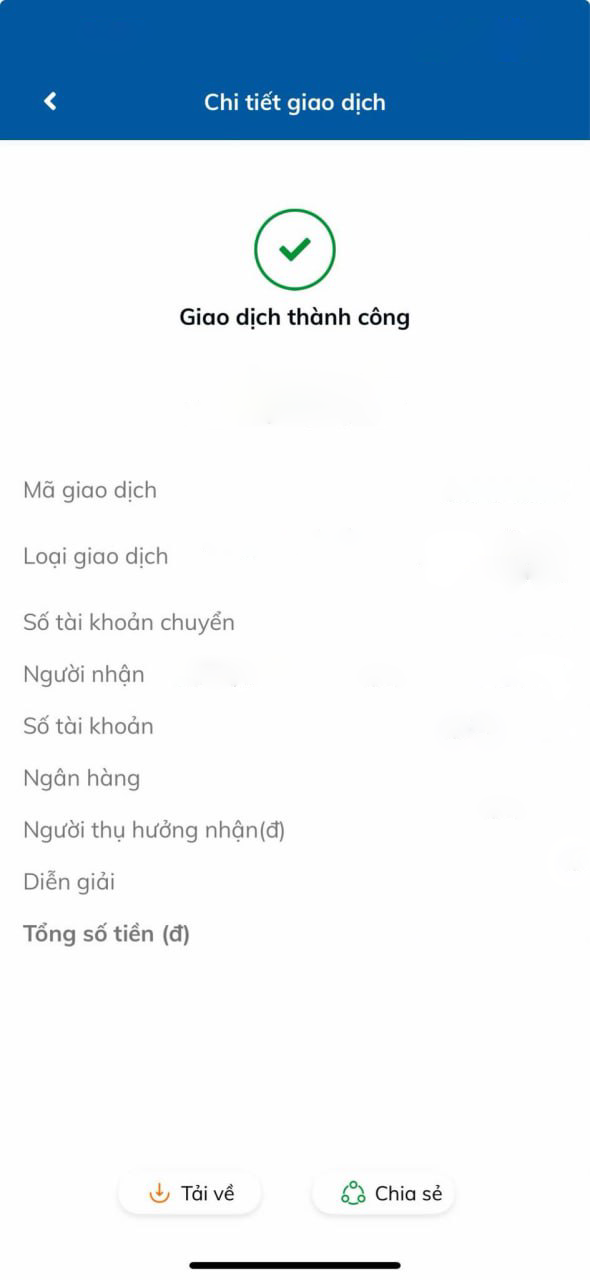 Chi tiết giao dịch
Giao dịch thành công
Mã giao dịch
Loại giao dịch
Số tài khoản chuyển
Người nhận
Số tài khoản
Ngân hàng
Người thụ hưởng nhận(đ)
Diễn giải
Tổng số tiền (đ)
Tải về
Chia sẻ